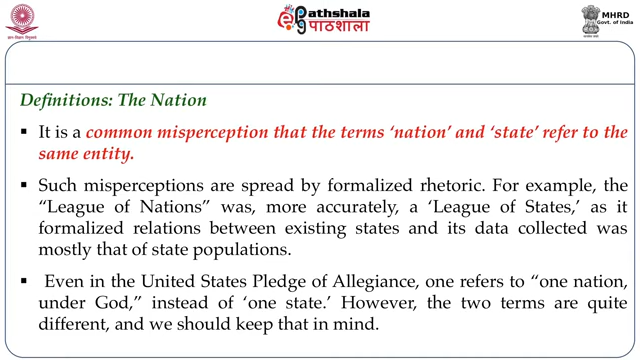 Pathshala
पाठशाला
MHRD
Govt. of India
Definitions: The Nation
▪ It is a common misperception that the terms ‘nation’ and ‘state’ refer to the
same entity.
▪ Such misperceptions are spread by formalized rhetoric. For example, the
“League of Nations” was, more accurately, a ‘League of States,’ as it
formalized relations between existing states and its data collected was
mostly that of state populations.
▪ Even in the United States Pledge of Allegiance, one refers to “one nation,
under God,” instead of ‘one state.’ However, the two terms are quite
different, and we should keep that in mind.